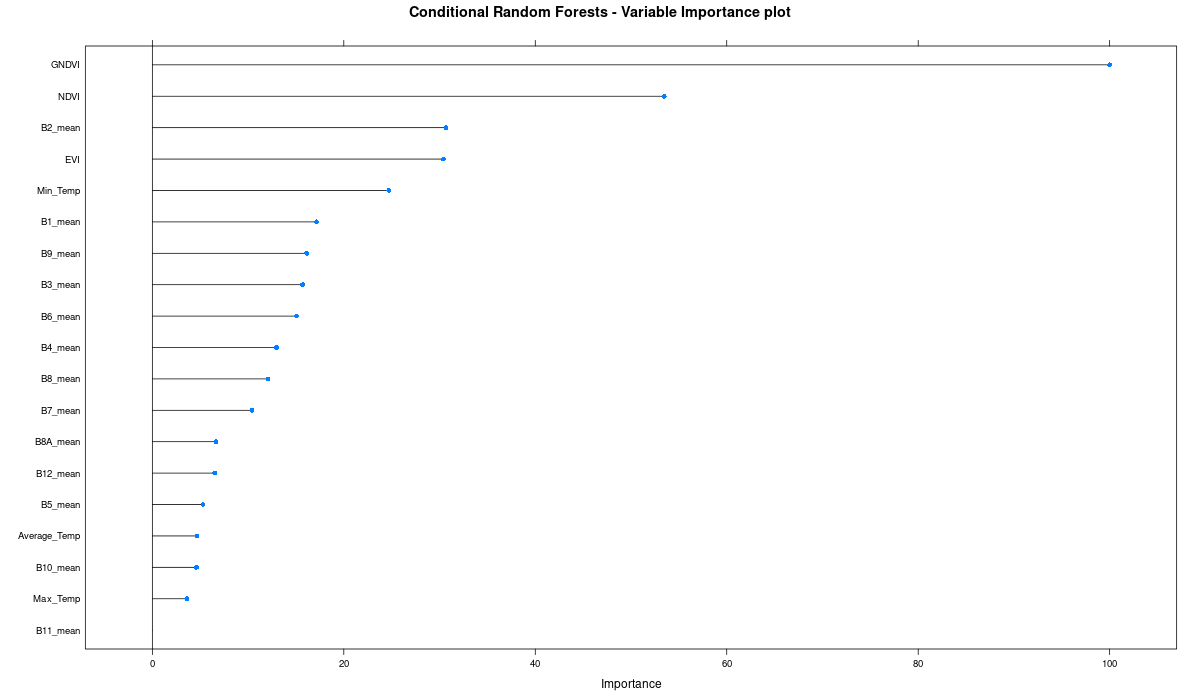 Conditional Random Forests - Variable Importance plot
GNDVI
NDVI
B2_mean
EVI
Min_Temp
B1_mean
B9_mean
B3_mean
B6_mean
B4_mean
B8_mean
B7_mean
B8A_mean
B12_mean
B5_mean
Average_Temp
B10_mean
Max_Temp
B11_mean
0 20 40 60 80 100
Importance